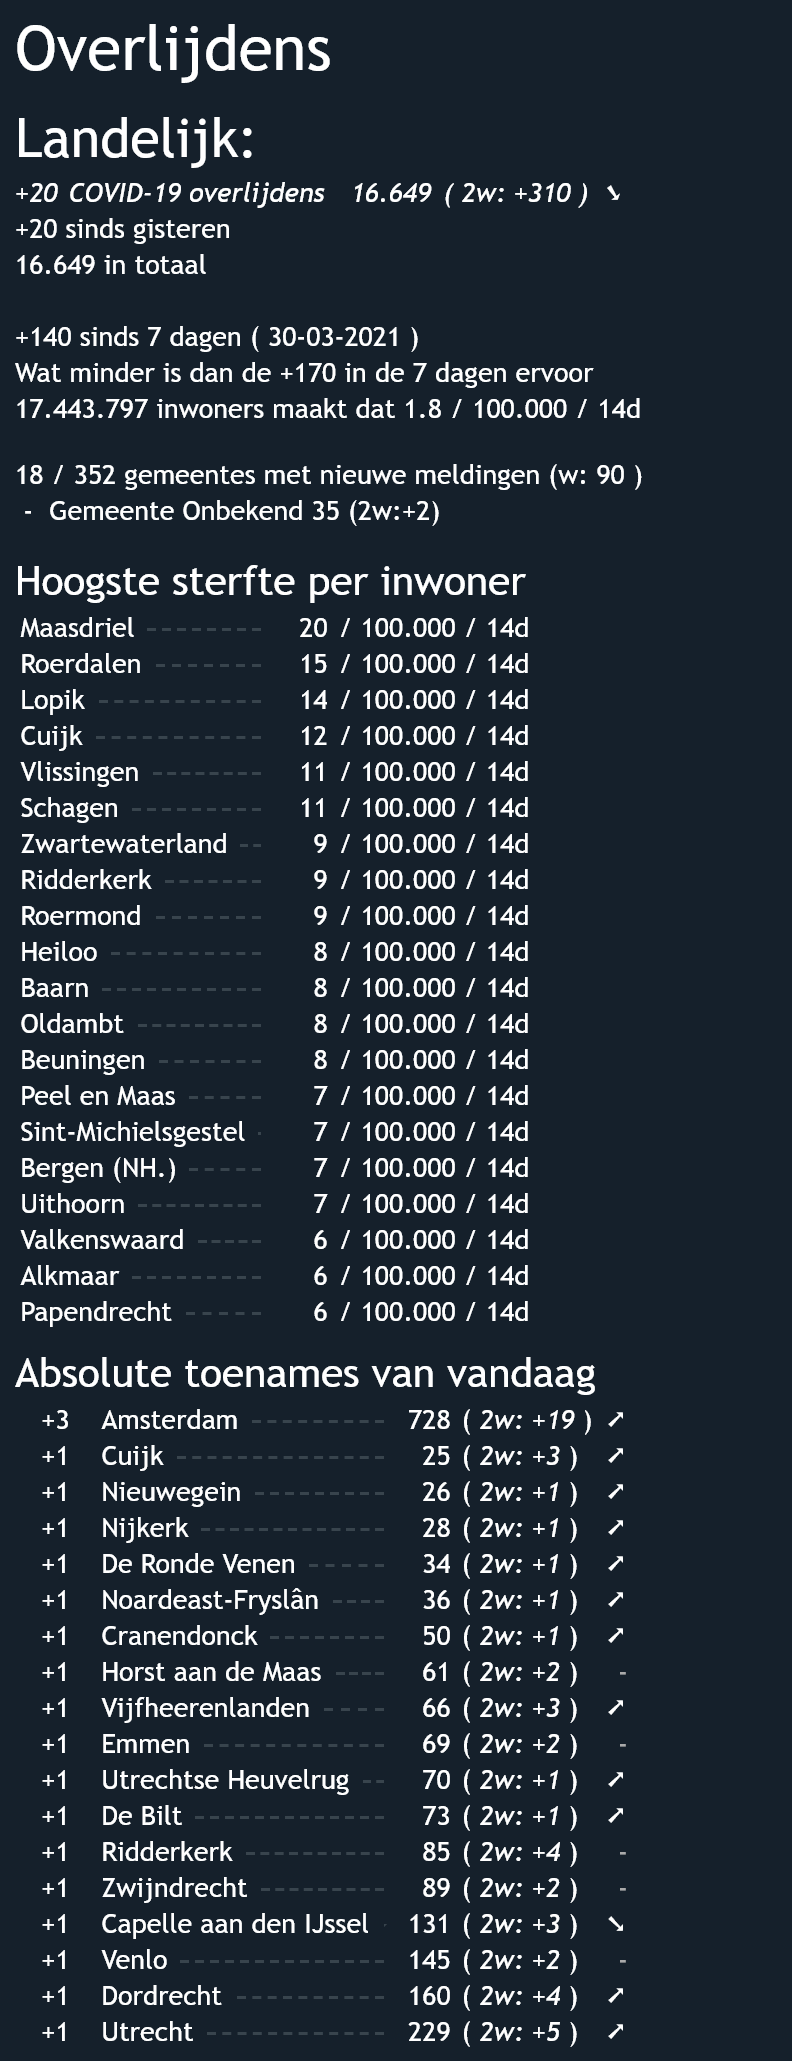 Overlijdens
Landelijk:
+20 COVID-19 overlijdens 16.649 ( 2w: +310 ) ➘
+20 sinds gisteren
16.649 in totaal
+140 sinds 7 dagen ( 30-03-2021 )
Wat minder is dan de +170 in de 7 dagen ervoor
17.443.797 inwoners maakt dat 1.8 / 100.000 / 14d
18 / 352 gemeentes met nieuwe meldingen (w: 90 )
- Gemeente Onbekend 35 (2w:+2)
Hoogste sterfte per inwoner
Maasdriel -------- 20 / 100.000 / 14d
Roerdalen ------- 15 / 100.000 / 14d
Lopik ----------- 14 / 100.000 / 14d
Cuijk ----------- 12 / 100.000 / 14d
Vlissingen ------- 11 / 100.000 / 14d
Schagen --------- 11 / 100.000 / 14d
Zwartewaterland -- 9 / 100.000 / 14d
Ridderkerk ------- 9 / 100.000 / 14d
Roermond ------- 9 / 100.000 / 14d
Heiloo ---------- 8 / 100.000 / 14d
Baarn ----------- 8 / 100.000 / 14d
Oldambt --------- 8 / 100.000 / 14d
Beuningen ------- 8 / 100.000 / 14d
Peel en Maas ----- 7 / 100.000 / 14d
Sint-Michielsgestel - 7 / 100.000 / 14d
Bergen (NH.) ----- 7 / 100.000 / 14d
Uithoorn --------- 7 / 100.000 / 14d
Valkenswaard ----- 6 / 100.000 / 14d
Alkmaar --------- 6 / 100.000 / 14d
Papendrecht ----- 6 / 100.000 / 14d
Absolute toenames van vandaag
+3 Amsterdam --------- 728 ( 2w: +19 ) ➚
+1 Cuijk -------------- 25 ( 2w: +3 ) ➚
+1 Nieuwegein --------- 26 ( 2w: +1 ) ➚
+1 Nijkerk ------------ 28 ( 2w: +1 ) ➚
+1 De Ronde Venen ----- 34 ( 2w: +1 ) ➚
+1 Noardeast-Fryslân ---- 36 ( 2w: +1 ) ➚
+1 Cranendonck -------- 50 ( 2w: +1 ) ➚
+1 Horst aan de Maas ---- 61 ( 2w: +2 ) -
+1 Vijfheerenlanden ---- 66 ( 2w: +3 ) ➚
+1 Emmen ------------ 69 ( 2w: +2 ) -
+1 Utrechtse Heuvelrug -- 70 ( 2w: +1 ) ➚
+1 De Bilt ------------- 73 ( 2w: +1 ) ➚
+1 Ridderkerk ---------- 85 ( 2w: +4 ) -
+1 Zwijndrecht --------- 89 ( 2w: +2 ) -
+1 Capelle aan den IJssel - 131 ( 2w: +3 ) ➘
+1 Venlo -------------- 145 ( 2w: +2 ) -
+1 Dordrecht ---------- 160 ( 2w: +4 ) ➚
+1 Utrecht ------------ 229 ( 2w: +5 ) ➚